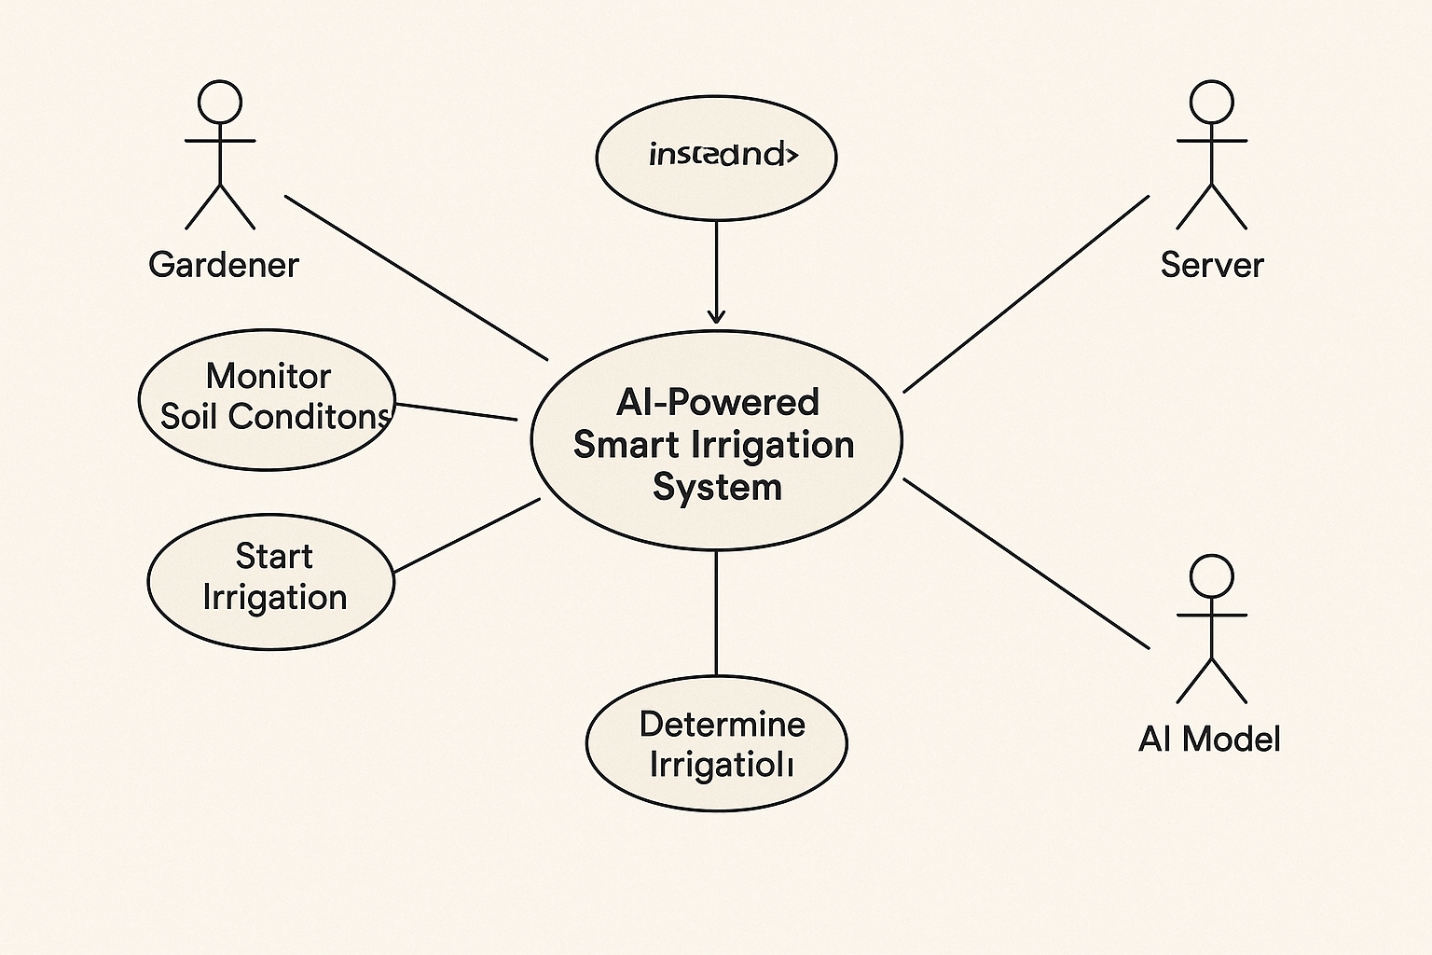 Gardener
Server
Monitor
Soil Conditons
AI-Powered
Smart Irrigation
System
Start
Irrigation
Determine
AI Model